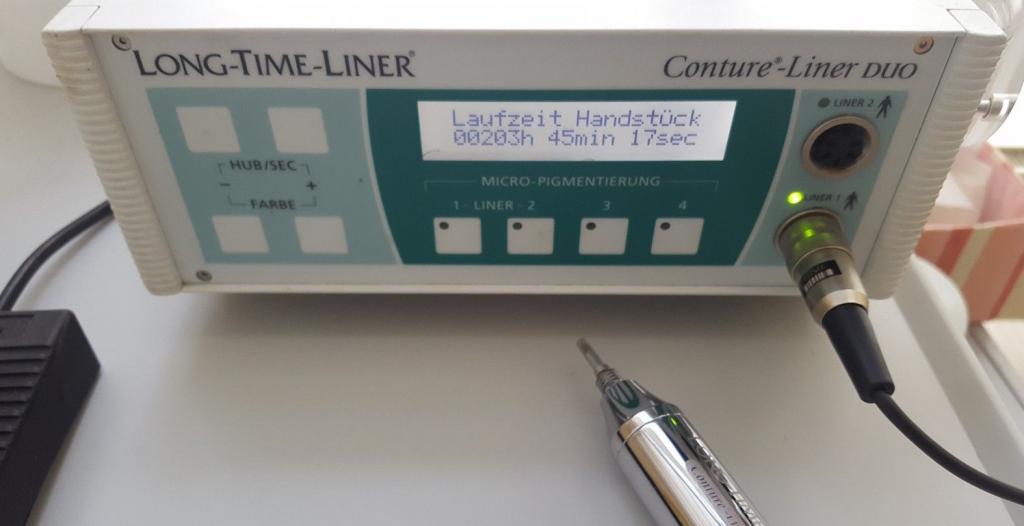 LONG-TIME-LINER®
Conture®-Liner DUO
Laufzeit Handstück
00203h 45min 17sec
LINER 2
HUB/SEC
- +
FARBE
MICRO-PIGMENTIERUNG
1 - LINER - 2 3 4
LINER 1